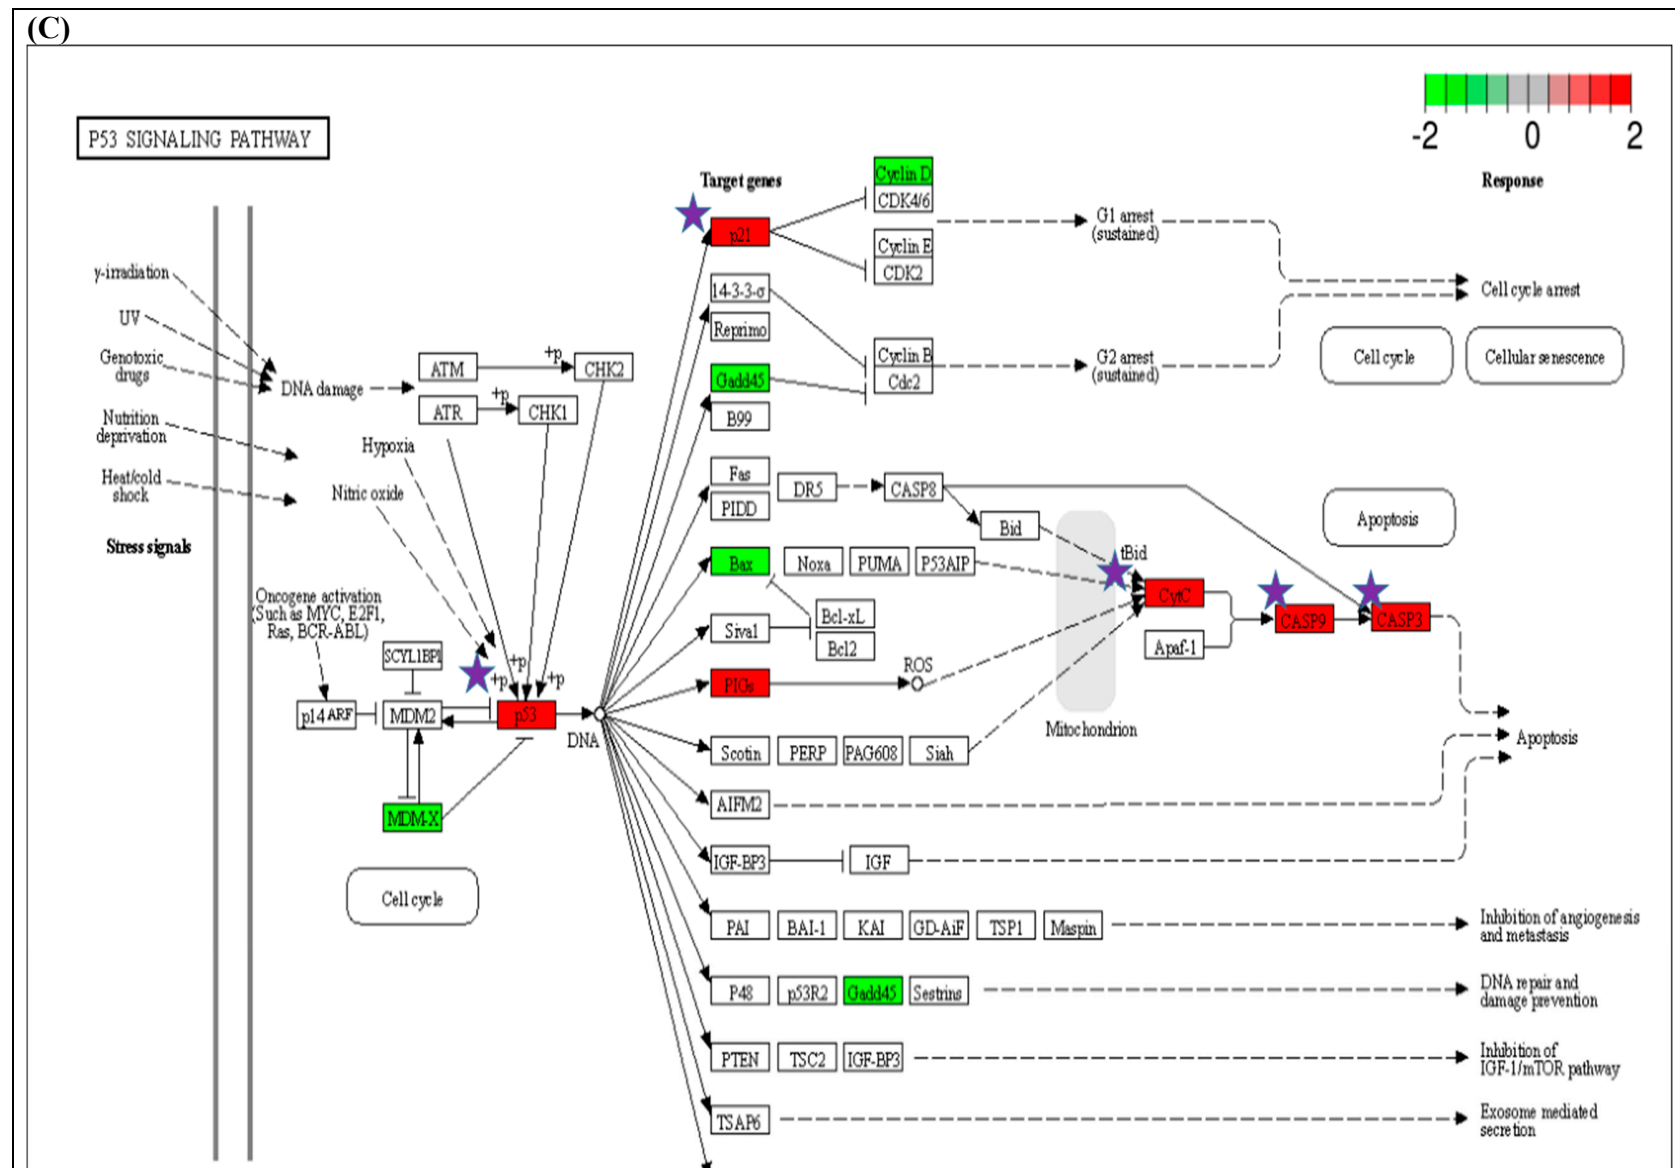 (C)
P53 SIGNALING PATHWAY
-2 0 2
Target genes
Response
Cyclin D
CDK4/6
p21
G1 arrest
(sustained)
Cyclin E
CDK2
γ-irradiation
UV
Genotoxic
drugs
Nutrition
deprivation
Heat/cold
shock
Stress signals
DNA damage
ATM
+p
CHK2
ATR
+p
CHK1
Hypoxia
Nitric oxide
14-3-3-σ
Reprimo
Gadd45
B99
Cyclin B
Cdc2
G2 arrest
(sustained)
Cell cycle arrest
Cell cycle
Cellular senescence
Fas
PIDD
DR5
CASP8
Bid
tBid
Apoptosis
Bax
Noxa
PUMA
P53AIP
CytC
CASP9
CASP3
Apaf-1
Siva1
Bcl-xL
Bcl2
PIGs
ROS
Mitochondrion
Oncogene activation
(Such as MYC, E2F1,
Ras, BCR-ABL)
SCYL1BP1
+p
+p
+p
p14 ARF
MDM2
p53
DNA
MDM-X
Cell cycle
Scotin
PERP
PAG608
Siah
Apoptosis
AIFM2
IGF-BP3
IGF
PAI
BAI-1
KAI
GD-AiF
TSP1
Maspin
Inhibition of angiogenesis
and metastasis
P48
p53R2
Gadd45
Sestrins
DNA repair and
damage prevention
PTEN
TSC2
IGF-BP3
Inhibition of
IGF-1/mTOR pathway
TSAP6
Exosome mediated
secretion